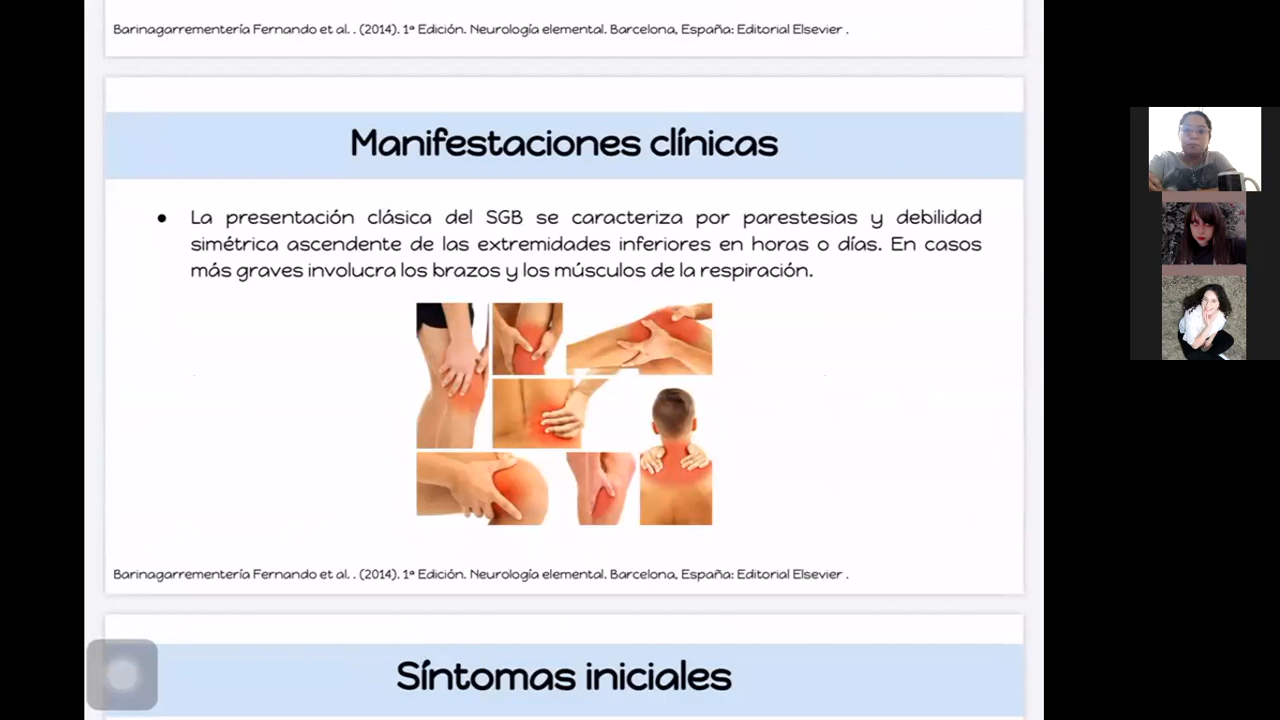 Barinagarrementería Fernando et al. . (2014). 1ª Edición. Neurología elemental. Barcelona, España: Editorial Elsevier .
Manifestaciones clínicas
● La presentación clásica del SGB se caracteriza por parestesias y debilidad
simétrica ascendente de las extremidades inferiores en horas o días. En casos
más graves involucra los brazos y los músculos de la respiración.
Barinagarrementería Fernando et al. . (2014). 1ª Edición. Neurología elemental. Barcelona, España: Editorial Elsevier .
Síntomas iniciales